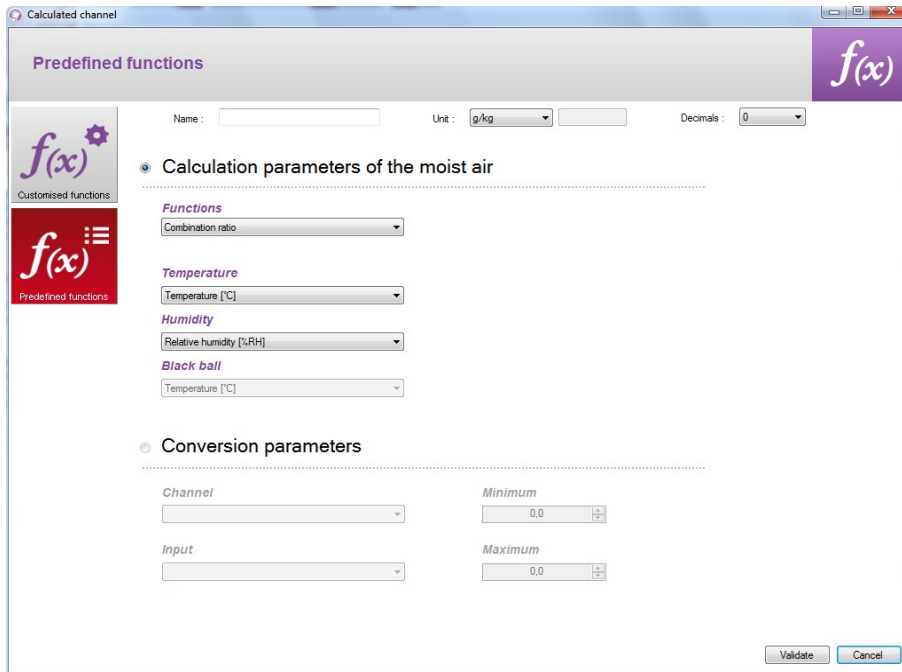 Calculated channel
Predefined functions
f(x)
Name :
Unit : g/kg
Decimals : 0
f(x)
Customised functions
Calculation parameters of the moist air
f(x)
Predefined functions
Functions
Combination ratio
Temperature
Temperature [°C]
Humidity
Relative humidity [%RH]
Black ball
Temperature [°C]
Conversion parameters
Channel
Minimum
0,0
Input
Maximum
0,0
Validate
Cancel